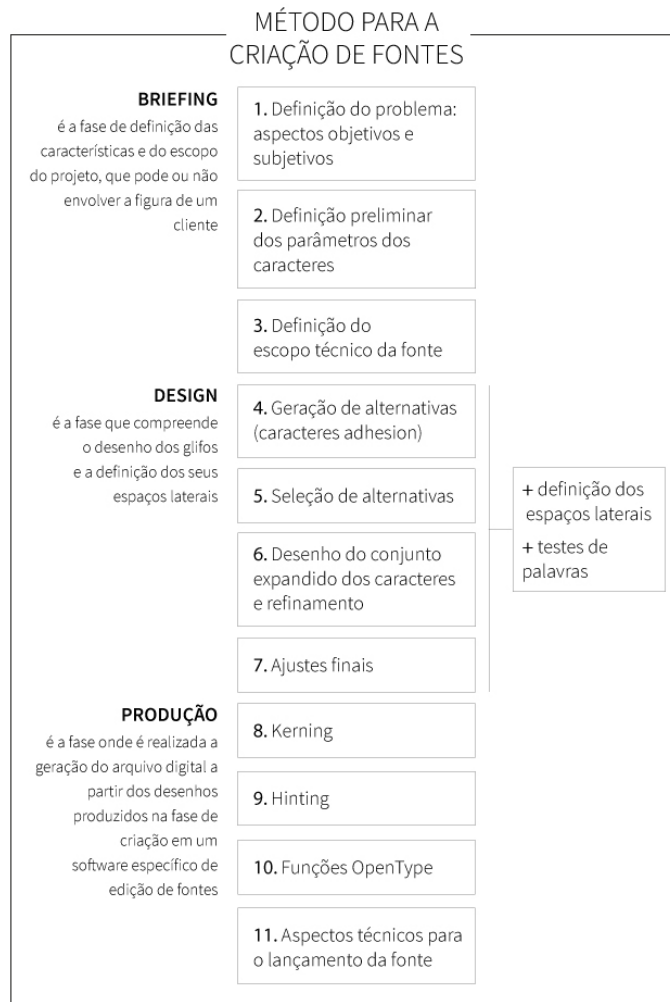 MÉTODO PARA A
CRIAÇÃO DE FONTES
BRIEFING
é a fase de definição das
características e do escopo
do projeto, que pode ou não
envolver a figura de um
cliente
1. Definição do problema:
aspectos objetivos e
subjetivos
2. Definição preliminar
dos parâmetros dos
caracteres
3. Definição do
escopo técnico da fonte
DESIGN
é a fase que compreende
o desenho dos glifos
e a definição dos seus
espaços laterais
4. Geração de alternativas
(caracteres adhesion)
5. Seleção de alternativas
6. Desenho do conjunto
expandido dos caracteres
e refinamento
7. Ajustes finais
+ definição dos
espaços laterais
+ testes de
palavras
PRODUÇÃO
é a fase onde é realizada a
geração do arquivo digital a
partir dos desenhos
produzidos na fase de
criação em um
software específico de
edição de fontes
8. Kerning
9. Hinting
10. Funções OpenType
11. Aspectos técnicos para
o lançamento da fonte